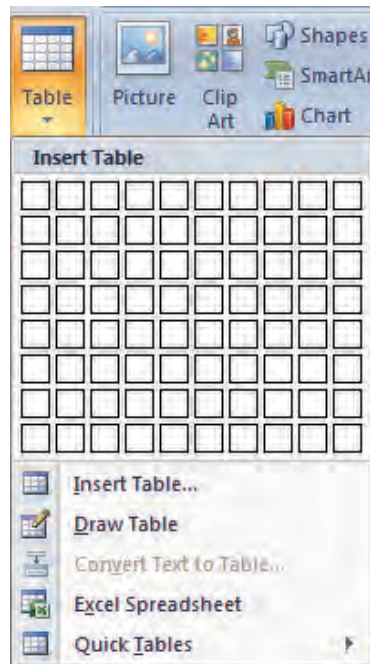 Shapes
SmartAr
Table Picture Clip Art Chart
Insert Table
Insert Table...
Draw Table
Convert Text to Table...
Excel Spreadsheet
Quick Tables